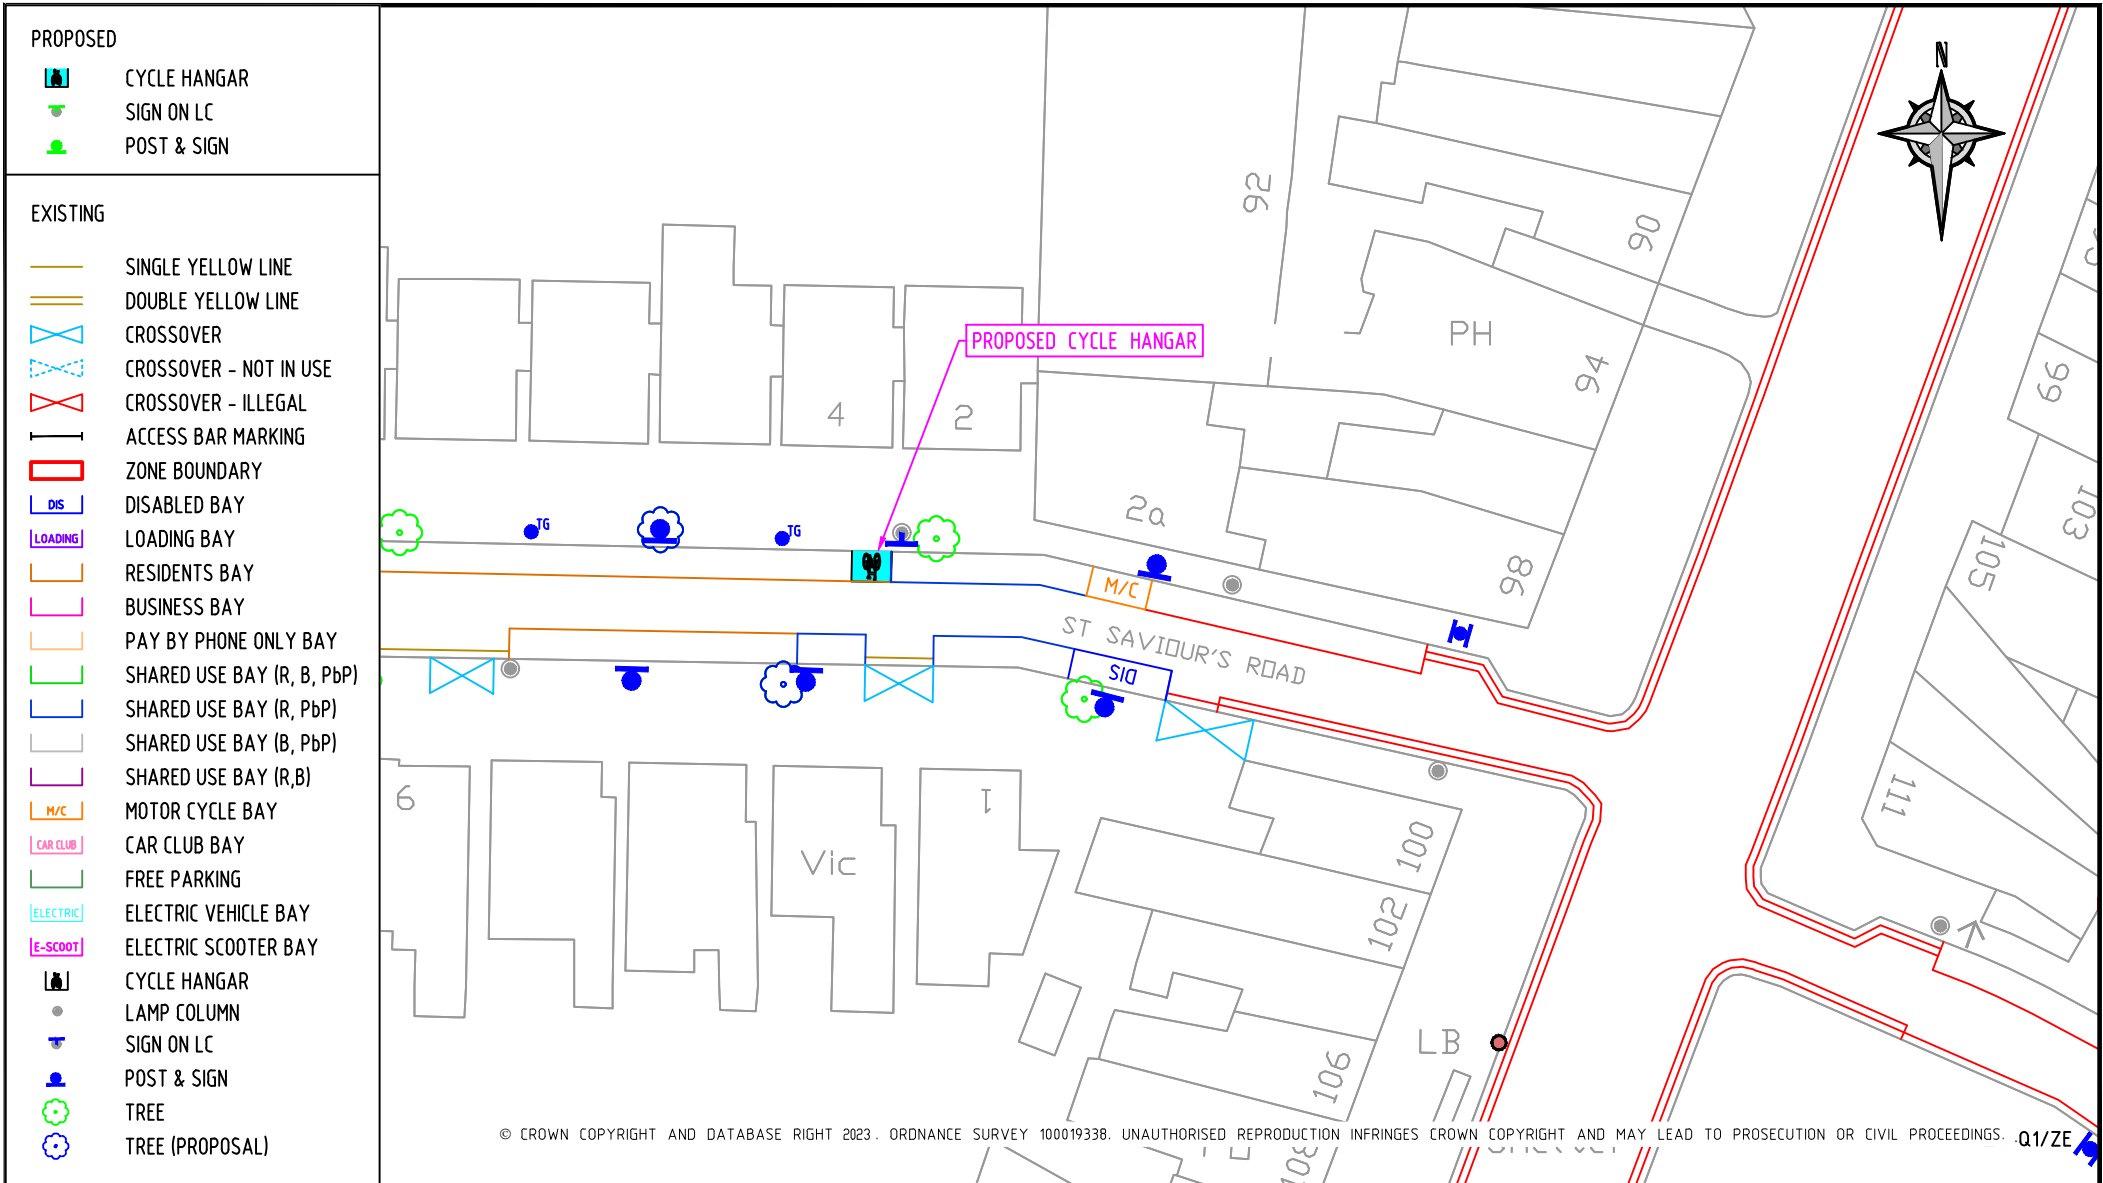 PROPOSED
CYCLE HANGAR
SIGN ON LC
POST & SIGN
EXISTING
SINGLE YELLOW LINE
DOUBLE YELLOW LINE
CROSSOVER
CROSSOVER - NOT IN USE
CROSSOVER - ILLEGAL
ACCESS BAR MARKING
ZONE BOUNDARY
DIS DISABLED BAY
LOADING LOADING BAY
RESIDENTS BAY
BUSINESS BAY
PAY BY PHONE ONLY BAY
SHARED USE BAY (R, B, PbP)
SHARED USE BAY (R, PbP)
SHARED USE BAY (B, PbP)
SHARED USE BAY (R,B)
M/C MOTOR CYCLE BAY
CAR CLUB CAR CLUB BAY
FREE PARKING
ELECTRIC ELECTRIC VEHICLE BAY
E-SCOOT ELECTRIC SCOOTER BAY
CYCLE HANGAR
LAMP COLUMN
SIGN ON LC
POST & SIGN
TREE
TREE (PROPOSAL)
N
92
90
PROPOSED CYCLE HANGAR
PH
94
99
4
2
2a
103
105
TG
TG
M/C
98
ST SAVIOUR'S ROAD
DIS
9
1
111
Vic
100
102
LB
106
© CROWN COPYRIGHT AND DATABASE RIGHT 2023. ORDNANCE SURVEY 100019338. UNAUTHORISED REPRODUCTION INFRINGES CROWN COPYRIGHT AND MAY LEAD TO PROSECUTION OR CIVIL PROCEEDINGS.
Q1/ZE
108